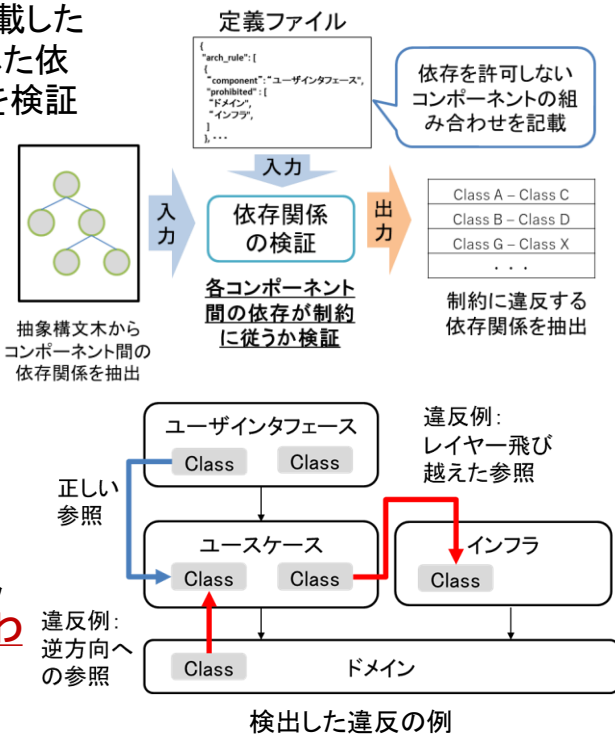 載した
た依
を検証
定義ファイル
{
"arch_rule": [
{
"component": "ユーザインタフェース",
"prohibited" : [
"ドメイン",
"インフラ",
]
}, ・・・
依存を許可しない
コンポーネントの組
み合わせを記載
入力
入
力
依存関係
の検証
出
力
Class A – Class C
Class B – Class D
Class G – Class X
・ ・ ・
各コンポーネント
間の依存が制約
に従うか検証
制約に違反する
依存関係を抽出
抽象構文木から
コンポーネント間の
依存関係を抽出
ユーザインタフェース
Class
Class
違反例:
レイヤー飛び
越えた参照
正しい
参照
ユースケース
Class
Class
インフラ
Class
わ
違反例:
逆方向へ
の参照
Class
ドメイン
検出した違反の例